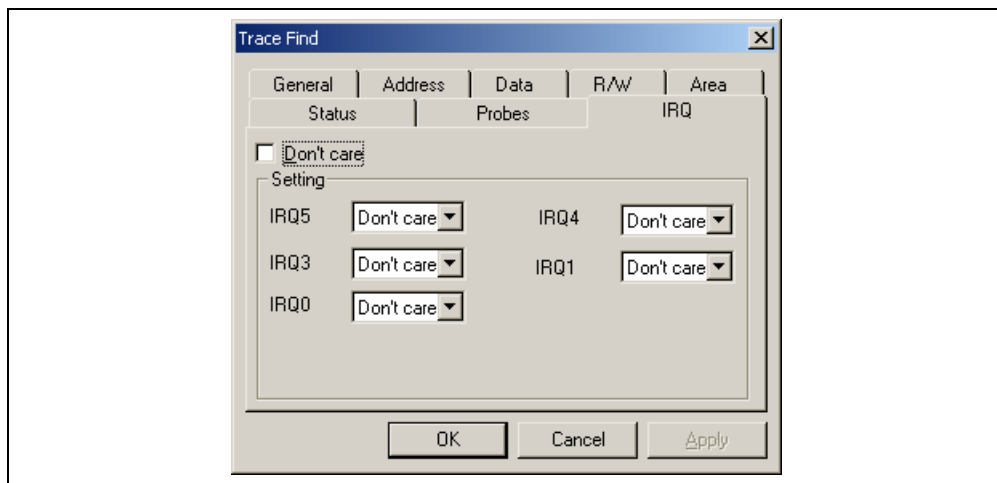 Trace Find
General Address Data R/W Area
Status Probes IRQ
Don't care
Setting
IRQ5 Don't care IRQ4 Don't care
IRQ3 Don't care IRQ1 Don't care
IRQ0 Don't care
OK Cancel Apply